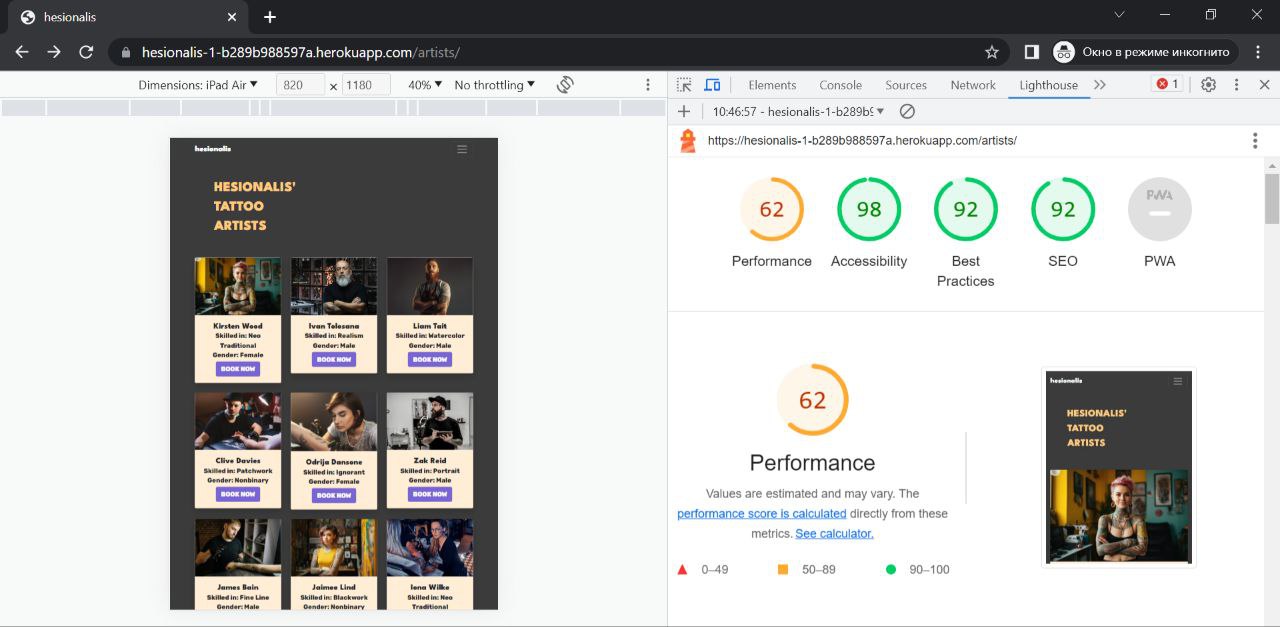 hesionalis
hesionalis-1-b289b988597a.herokuapp.com/artists/
Окно в режиме инкогнито
Dimensions: iPad Air 820 × 1180 40% No throttling
Elements Console Sources Network Lighthouse 1
10:46:57 - hesionalis-1-b289b
https://hesionalis-1-b289b988597a.herokuapp.com/artists/
hesionalis
HESIONALIS'
TATTOO
ARTISTS
Kirsten Wood
Skilled in: Neo
Traditional
Gender: Female
BOOK NOW
Ivan Tolosana
Skilled in: Realism
Gender: Male
BOOK NOW
Liam Tait
Skilled in: Watercolor
Gender: Male
BOOK NOW
Clive Davies
Skilled in: Patchwork
Gender: Nonbinary
BOOK NOW
Odrija Dansone
Skilled in: Ignorant
Gender: Female
BOOK NOW
Zak Reid
Skilled in: Portrait
Gender: Male
BOOK NOW
James Bain
Skilled in: Fine Line
Gender: Male
Jaimee Lind
Skilled in: Blackwork
Gender: Nonbinary
Iena Wilke
Skilled in: Neo
Traditional
62 98 92 92 PWA
Performance Accessibility Best Practices SEO PWA
62
Performance
Values are estimated and may vary. The
performance score is calculated directly from these
metrics. See calculator.
0–49 50–89 90–100
hesionalis
HESIONALIS'
TATTOO
ARTISTS